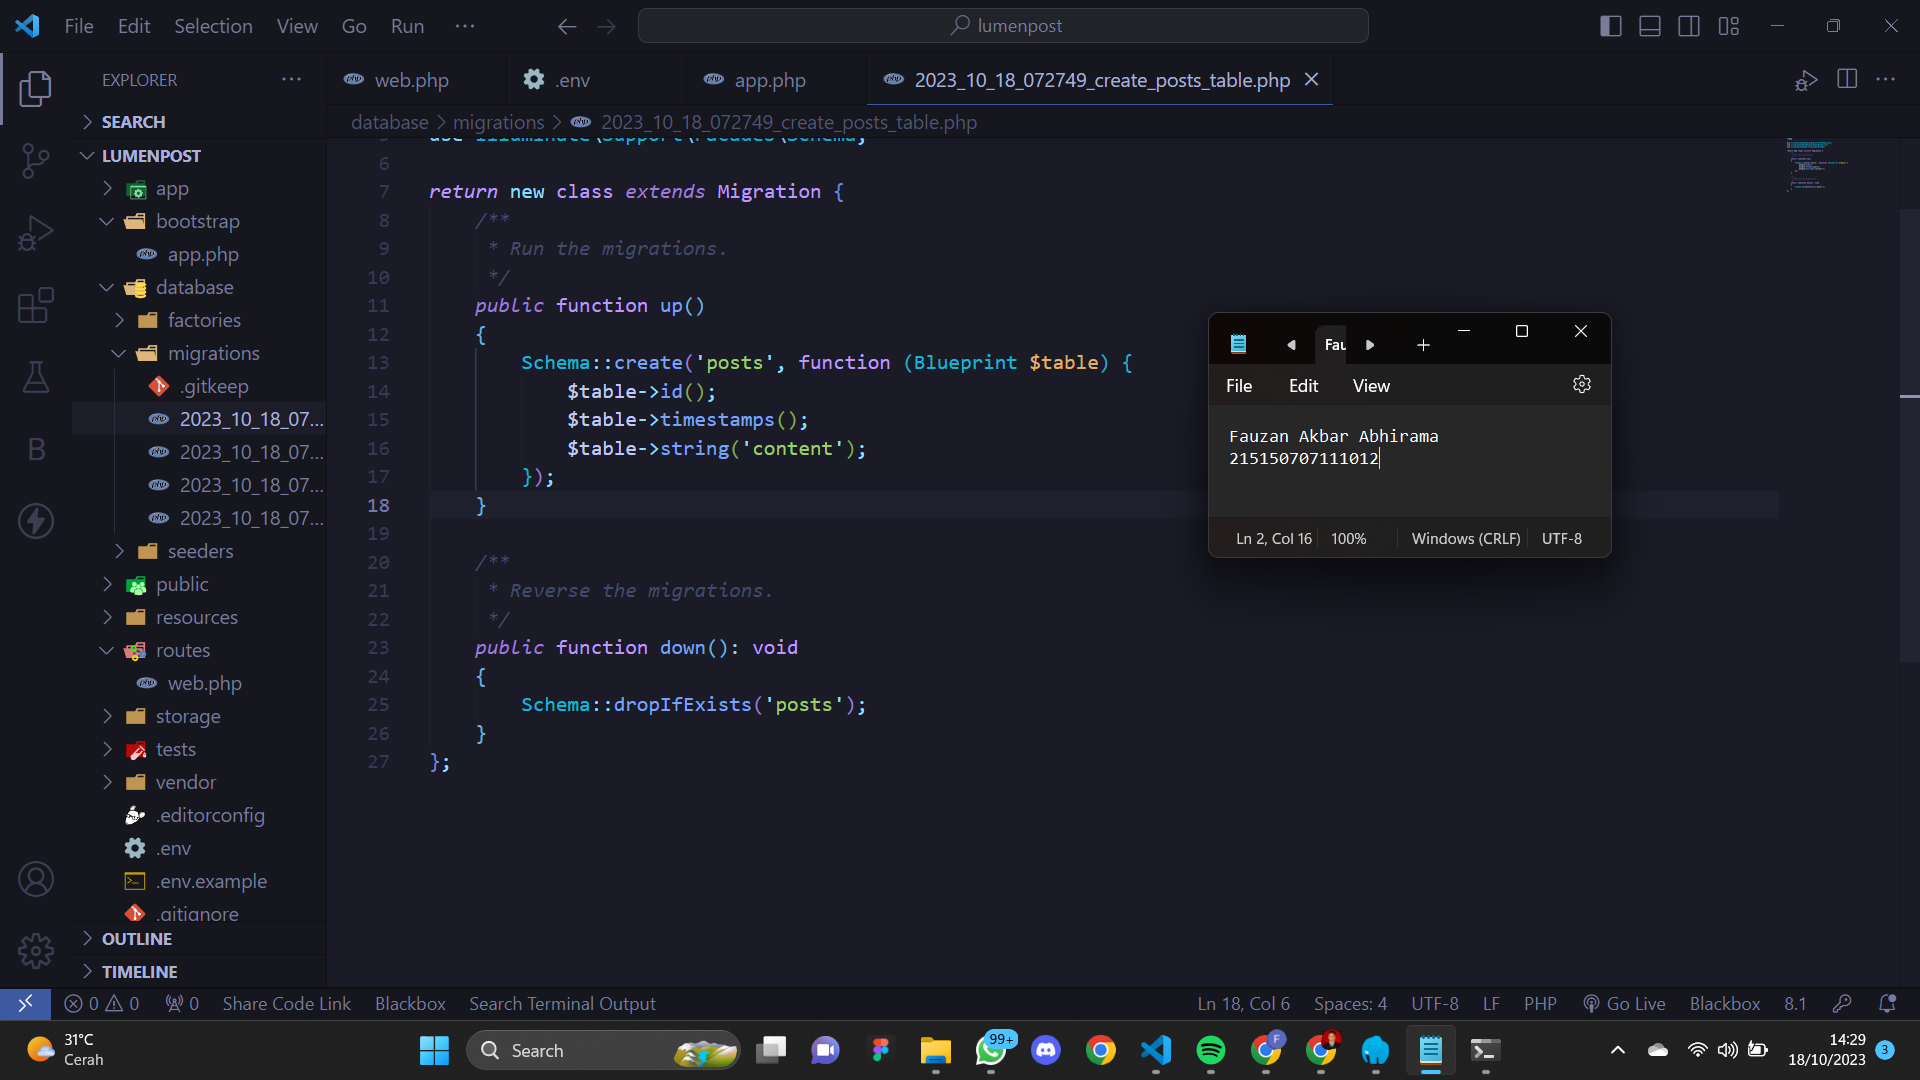 File Edit Selection View Go Run ···
lumenpost
EXPLORER ···
web.php
.env
app.php
2023_10_18_072749_create_posts_table.php
database > migrations > 2023_10_18_072749_create_posts_table.php
SEARCH
LUMENPOST
app
bootstrap
app.php
database
factories
migrations
.gitkeep
2023_10_18_07...
2023_10_18_07...
2023_10_18_07...
2023_10_18_07...
seeders
public
resources
routes
web.php
storage
tests
vendor
.editorconfig
.env
.env.example
.gitignore
OUTLINE
TIMELINE
5 use Illuminate\Support\Facades\Schema;
6
7 return new class extends Migration {
8 /**
9 * Run the migrations.
10 */
11 public function up()
12 {
13 Schema::create('posts', function (Blueprint $table) {
14 $table->id();
15 $table->timestamps();
16 $table->string('content');
17 });
18 }
19
20 /**
21 * Reverse the migrations.
22 */
23 public function down(): void
24 {
25 Schema::dropIfExists('posts');
26 }
27 };
Fau
File Edit View
Fauzan Akbar Abhirama
215150707111012
Ln 2, Col 16 100% Windows (CRLF) UTF-8
0 0 0 Share Code Link Blackbox Search Terminal Output
Ln 18, Col 6 Spaces: 4 UTF-8 LF PHP Go Live Blackbox 8.1
31°C
Cerah
Search
99+
F
14:29
18/10/2023
3